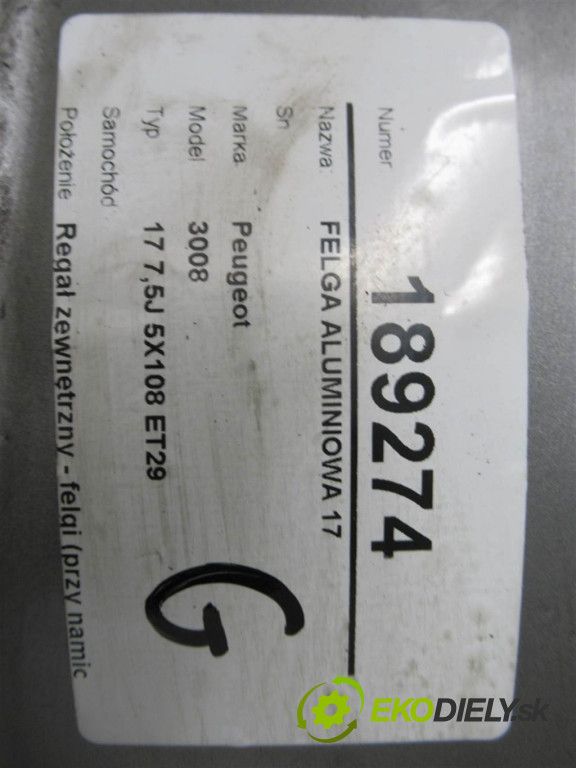 Numer 189274
Nazwa: FELGA ALUMINIOWA 17
Sn
Marka: Peugeot
Model 3008
Typ 17 7,5J 5X108 ET29
Samochód
Położenie Regał zewnętrzny - felgi (przy namic
G
EKODIELY.sk